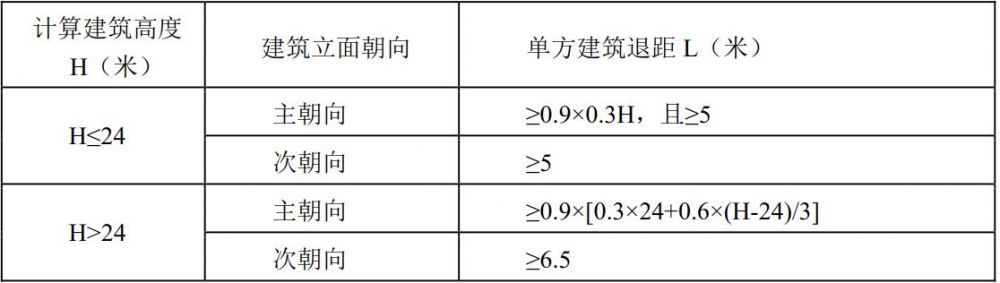 计算建筑高度
H（米）
建筑立面朝向
单方建筑退距 L（米）
H≤24
主朝向
≥0.9×0.3H，且≥5
次朝向
≥5
H>24
主朝向
≥0.9×[0.3×24+0.6×(H-24)/3]
次朝向
≥6.5